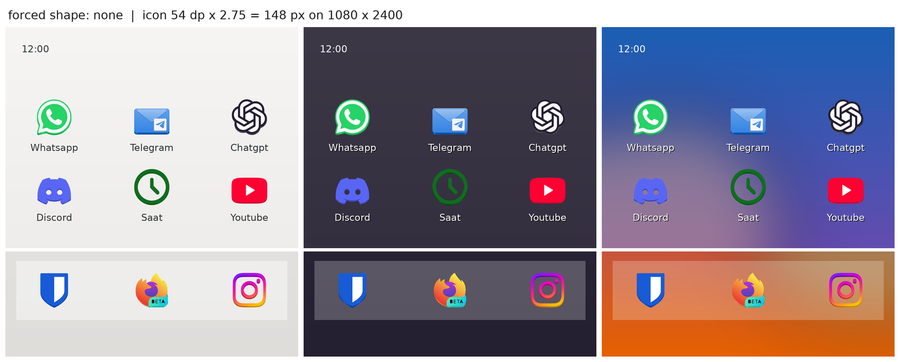 forced shape: none | icon 54 dp x 2.75 = 148 px on 1080 x 2400
12:00
Whatsapp Telegram Chatgpt
Discord Saat Youtube
BETA
12:00
Whatsapp Telegram Chatgpt
Discord Saat Youtube
BETA
12:00
Whatsapp Telegram Chatgpt
Discord Saat Youtube
BETA